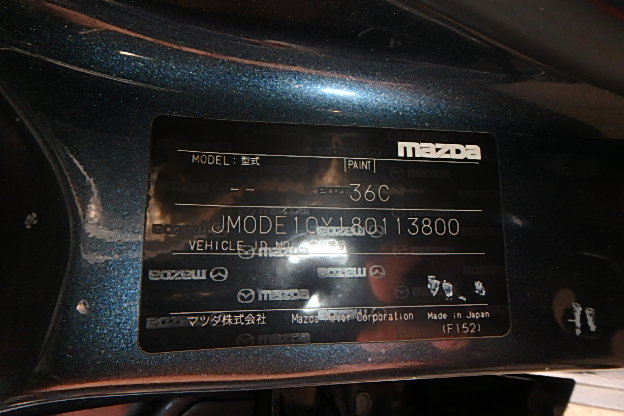 mazda
MODEL: 型式 PAINT
-- 36C
JM0DE10Y180113800
VEHICLE ID NO.
マツダ株式会社 Mazda Motor Corporation Made in Japan
(F152)